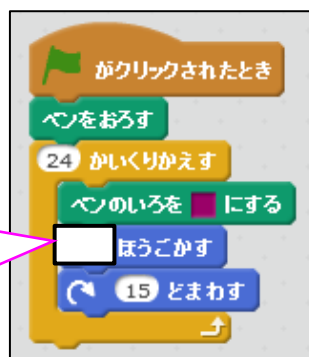 がクリックされたとき
ペンをおろす
24 かいくりかえす
ペンのいろを にする
ほうごかす
15 どまわす